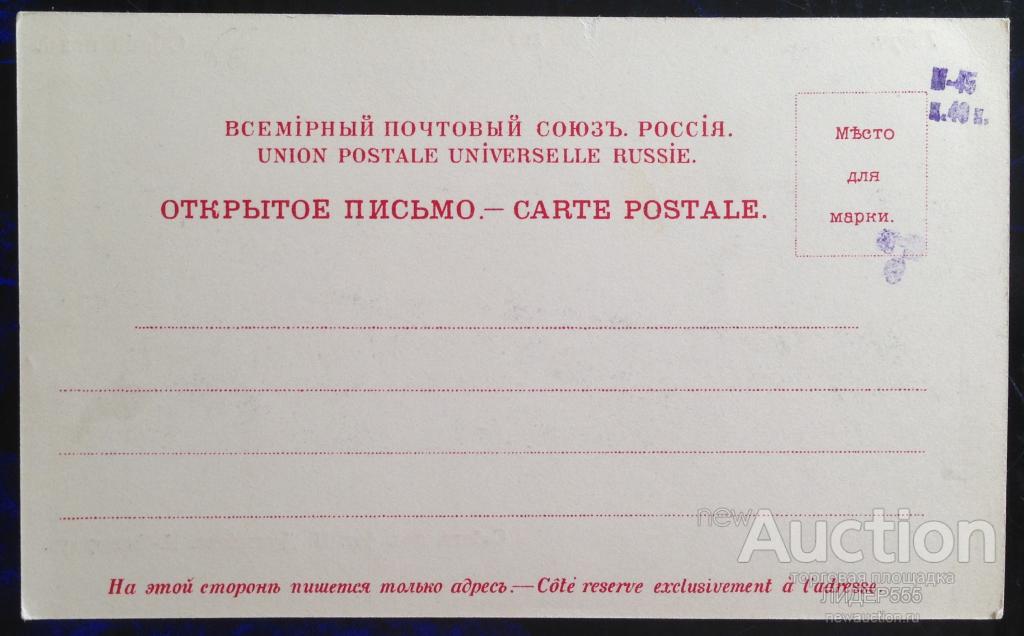 ВСЕМІРНЫЙ ПОЧТОВЫЙ СОЮЗЪ. РОССІЯ.
UNION POSTALE UNIVERSELLE RUSSIE.
ОТКРЫТОЕ ПИСЬМО.— CARTE POSTALE.
Мѣсто
для
марки.
На этой сторонѣ пишется только адресъ.—Côté reserve exclusivement à l'adresse
newAuction
торговая площадка
ЛИДЕР555
newauction.ru